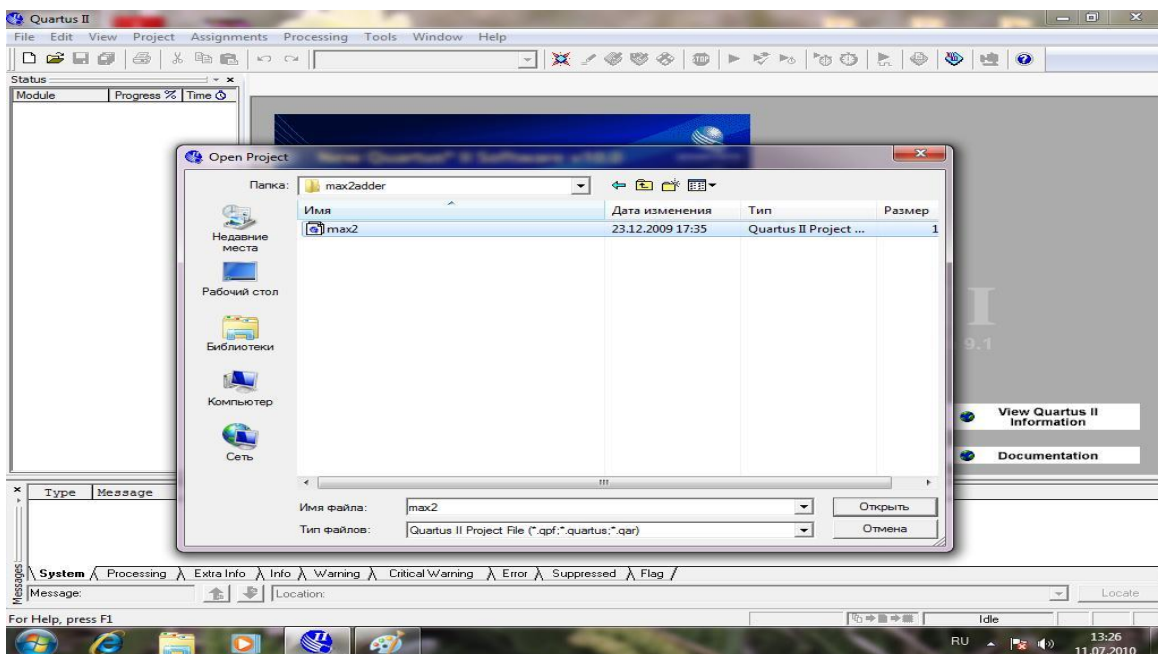 Quartus II
File Edit View Project Assignments Processing Tools Window Help
STOP
Status
Module Progress % Time
Open Project
Папка: max2adder
Имя Дата изменения Тип Размер
max2 23.12.2009 17:35 Quartus II Project ... 1
Недавние
места
Рабочий стол
Библиотеки
Компьютер
Сеть
I
9.1
View Quartus II
Information
Documentation
Имя файла: max2 Открыть
Тип файлов: Quartus II Project File (*.qpf;*.quartus;*.qar) Отмена
Type Message
Messages
System Processing Extra Info Info Warning Critical Warning Error Suppressed Flag
Message: Location: Locate
For Help, press F1 Idle
RU 13:26
11.07.2010